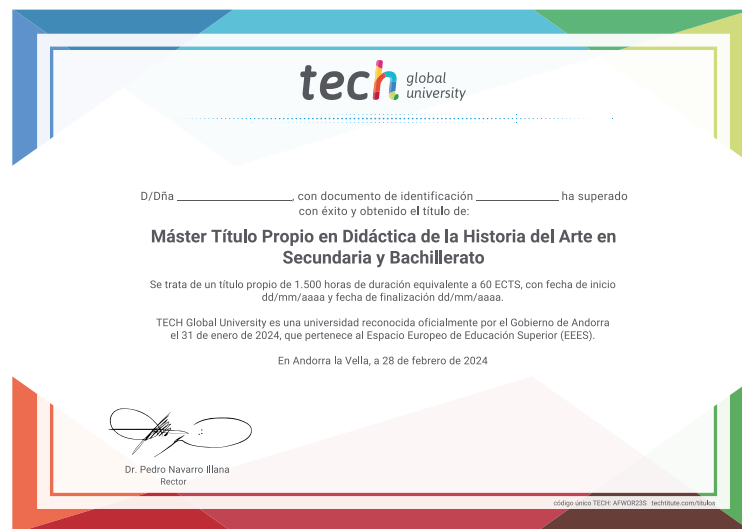 tech global university
D/Dña ____________________, con documento de identificación ______________ ha superado
con éxito y obtenido el título de:
Máster Título Propio en Didáctica de la Historia del Arte en
Secundaria y Bachillerato
Se trata de un título propio de 1.500 horas de duración equivalente a 60 ECTS, con fecha de inicio
dd/mm/aaaa y fecha de finalización dd/mm/aaaa.
TECH Global University es una universidad reconocida oficialmente por el Gobierno de Andorra
el 31 de enero de 2024, que pertenece al Espacio Europeo de Educación Superior (EEES).
En Andorra la Vella, a 28 de febrero de 2024
Dr. Pedro Navarro Illana
Rector
código único TECH: AFWOR23S techtitute.com/titulos